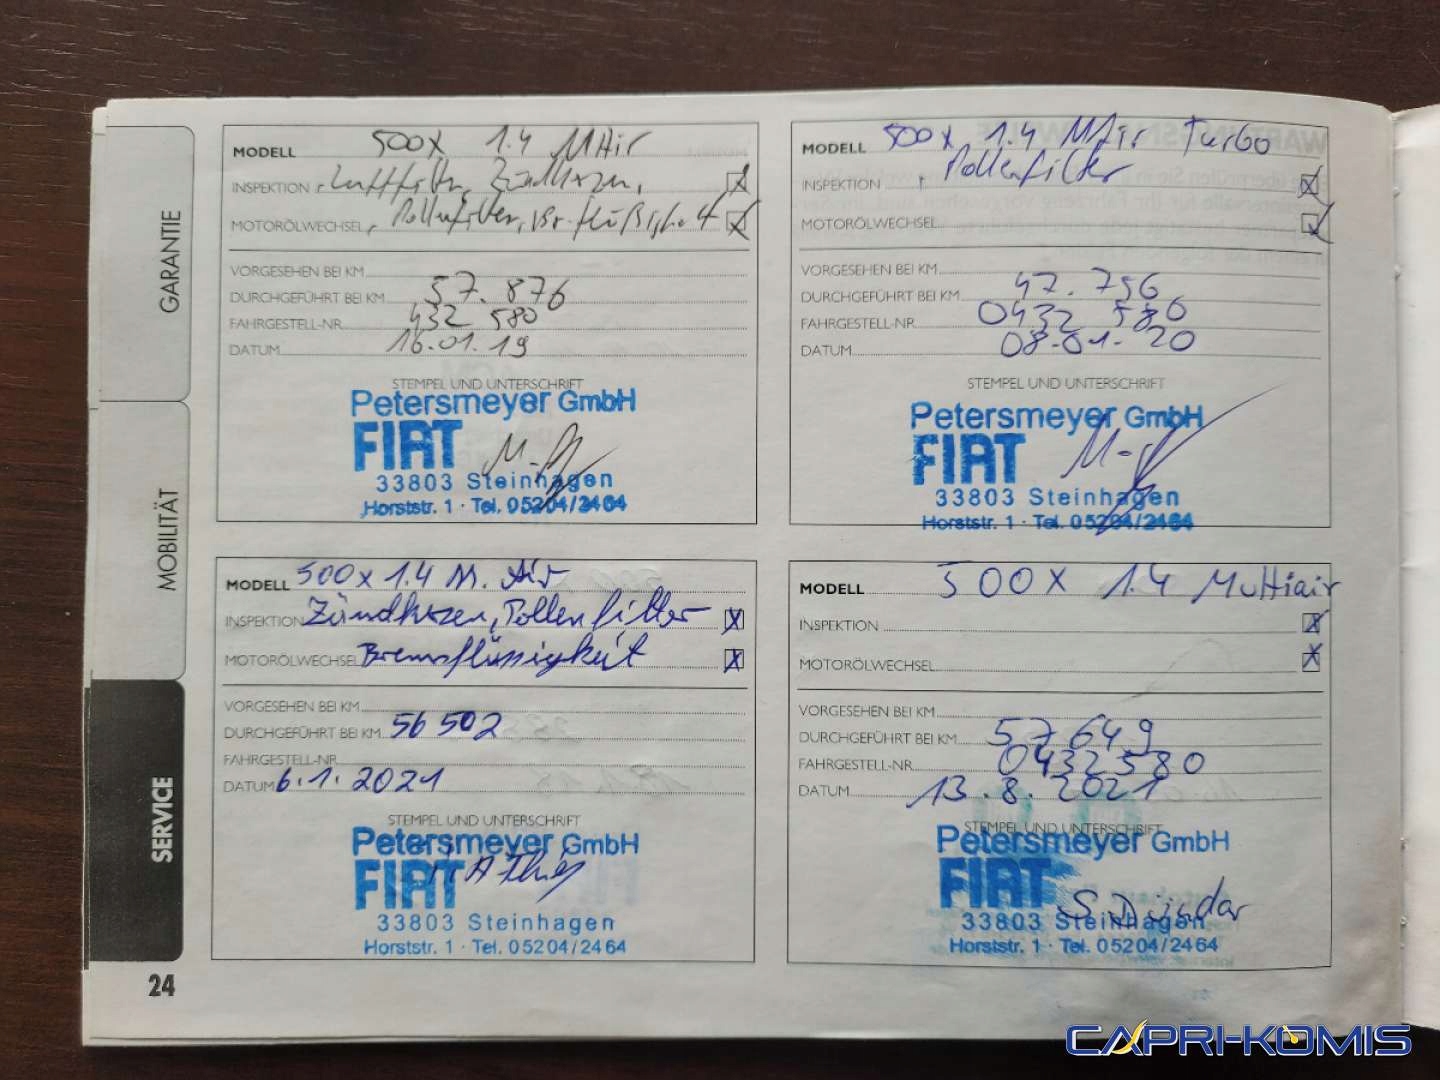 GARANTIE
MOBILITÄT
SERVICE
24
MODELL 500X 1.4 MAir
INSPEKTION Luftfilter, Zündkerzen,
MOTORÖLWECHSEL Pollenfilter, Br.flüßigk.
VORGESEHEN BEI KM
DURCHGEFÜHRT BEI KM 57.876
FAHRGESTELL-NR 432 580
DATUM 16.01.19
STEMPEL UND UNTERSCHRIFT
Petersmeyer GmbH
FIAT
33803 Steinhagen
Horststr. 1 · Tel. 05204/2464
MODELL 500x 1.4 MAir Turbo
INSPEKTION Pollenfilter
MOTORÖLWECHSEL
VORGESEHEN BEI KM
DURCHGEFÜHRT BEI KM 47.756
FAHRGESTELL-NR 0432 580
DATUM 08.01.20
STEMPEL UND UNTERSCHRIFT
Petersmeyer GmbH
FIAT
33803 Steinhagen
Horststr. 1 · Tel. 05204/2464
MODELL 500x 1.4 M. Air
INSPEKTION Zündkerzen, Pollenfilter
MOTORÖLWECHSEL Bremsflüssigkeit
VORGESEHEN BEI KM
DURCHGEFÜHRT BEI KM 56 502
FAHRGESTELL-NR
DATUM 6.1.2021
STEMPEL UND UNTERSCHRIFT
Petersmeyer GmbH
FIAT
33803 Steinhagen
Horststr. 1 · Tel. 05204/2464
MODELL 500X 1.4 Multiair
INSPEKTION
MOTORÖLWECHSEL
VORGESEHEN BEI KM
DURCHGEFÜHRT BEI KM 57649
FAHRGESTELL-NR 0432580
DATUM 13.8.2021
STEMPEL UND UNTERSCHRIFT
Petersmeyer GmbH
FIAT
33803 Steinhagen
Horststr. 1 · Tel. 05204/2464
CAPRI-KOMIS